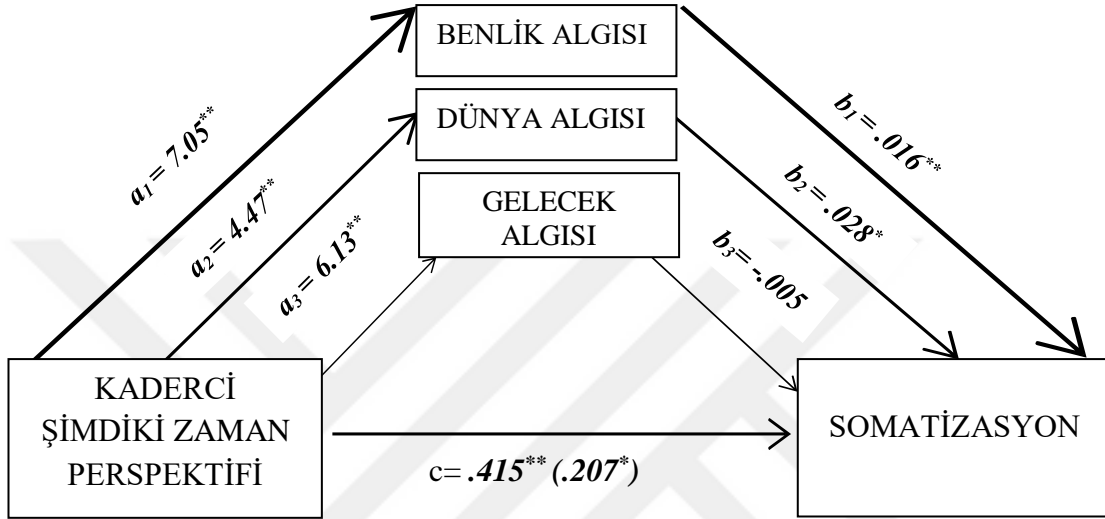 BENLİK ALGISI
DÜNYA ALGISI
GELECEK
ALGISI
a₁= 7.05**
a₂= 4.47**
a₃= 6.13**
b₁= .016**
b₂= .028*
b₃= -.005
KADERCİ
ŞİMDİKİ ZAMAN
PERSPEKTİFİ
SOMATİZASYON
c= .415** (.207*)